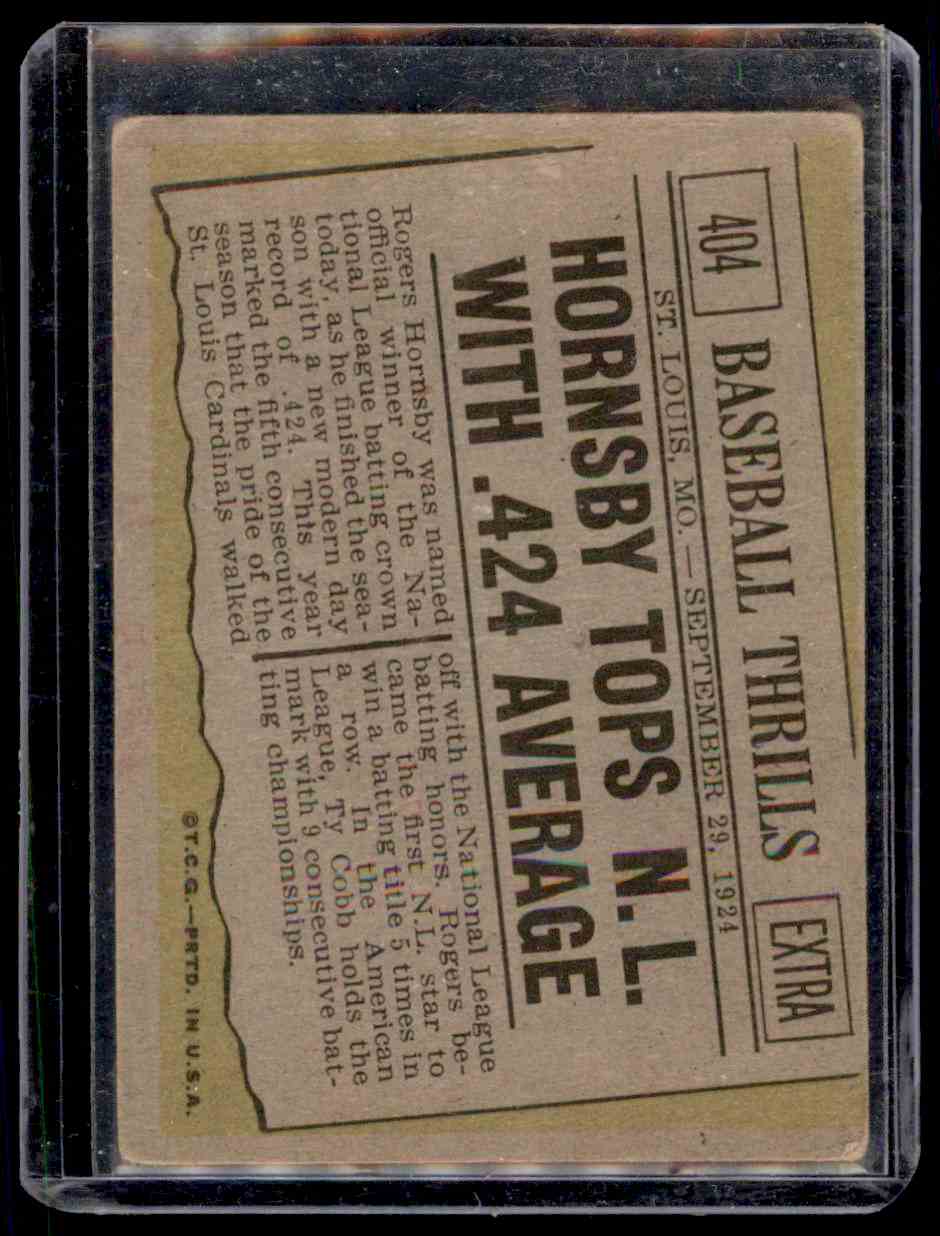 404
BASEBALL THRILLS
EXTRA
ST. LOUIS, MO.—SEPTEMBER 29, 1924
HORNSBY TOPS N. L.
WITH .424 AVERAGE
Rogers Hornsby was named
official winner of the Na-
tional League batting crown
today, as he finished the sea-
son with a new modern day
record of .424. This year
marked the fifth consecutive
season that the pride of the
St. Louis Cardinals walked
off with the National League
batting honors. Rogers be-
came the first N.L. star to
win a batting title 5 times in
a row. In the American
League, Ty Cobb holds the
mark with 9 consecutive bat-
ting championships.
©T.C.G.—PRTD. IN U.S.A.